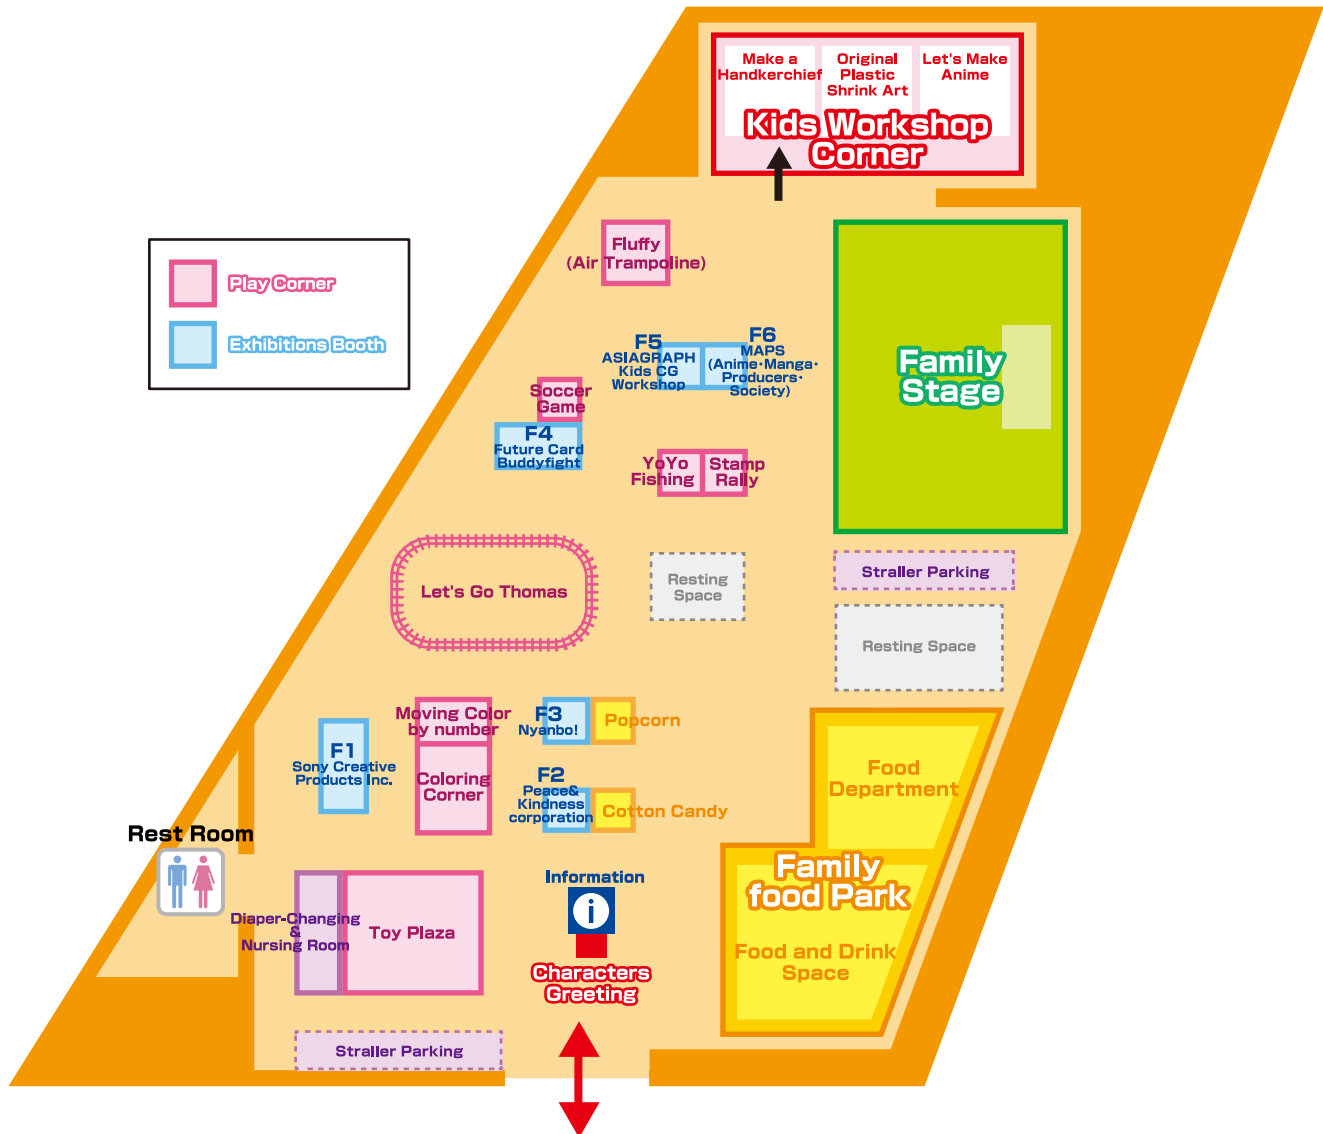 Make a
Handkerchief
Original
Plastic
Shrink Art
Let's Make
Anime
Kids Workshop
Corner
Play Corner
Exhibitions Booth
Fluffy
(Air Trampoline)
F5
ASIAGRAPH
Kids CG
Workshop
F6
MAPS
(Anime·Manga·
Producers·
Society)
Family
Stage
Soccer
Game
F4
Future Card
Buddyfight
YoYo
Fishing
Stamp
Rally
Let's Go Thomas
Resting
Space
Straller Parking
Resting Space
Moving Color
by number
Coloring
Corner
F3
Nyanbo!
Popcorn
F1
Sony Creative
Products Inc.
F2
Peace&
Kindness
corporation
Cotton Candy
Food
Department
Family
food Park
Food and Drink
Space
Rest Room
Diaper-Changing
&
Nursing Room
Toy Plaza
Information
i
Characters
Greeting
Straller Parking